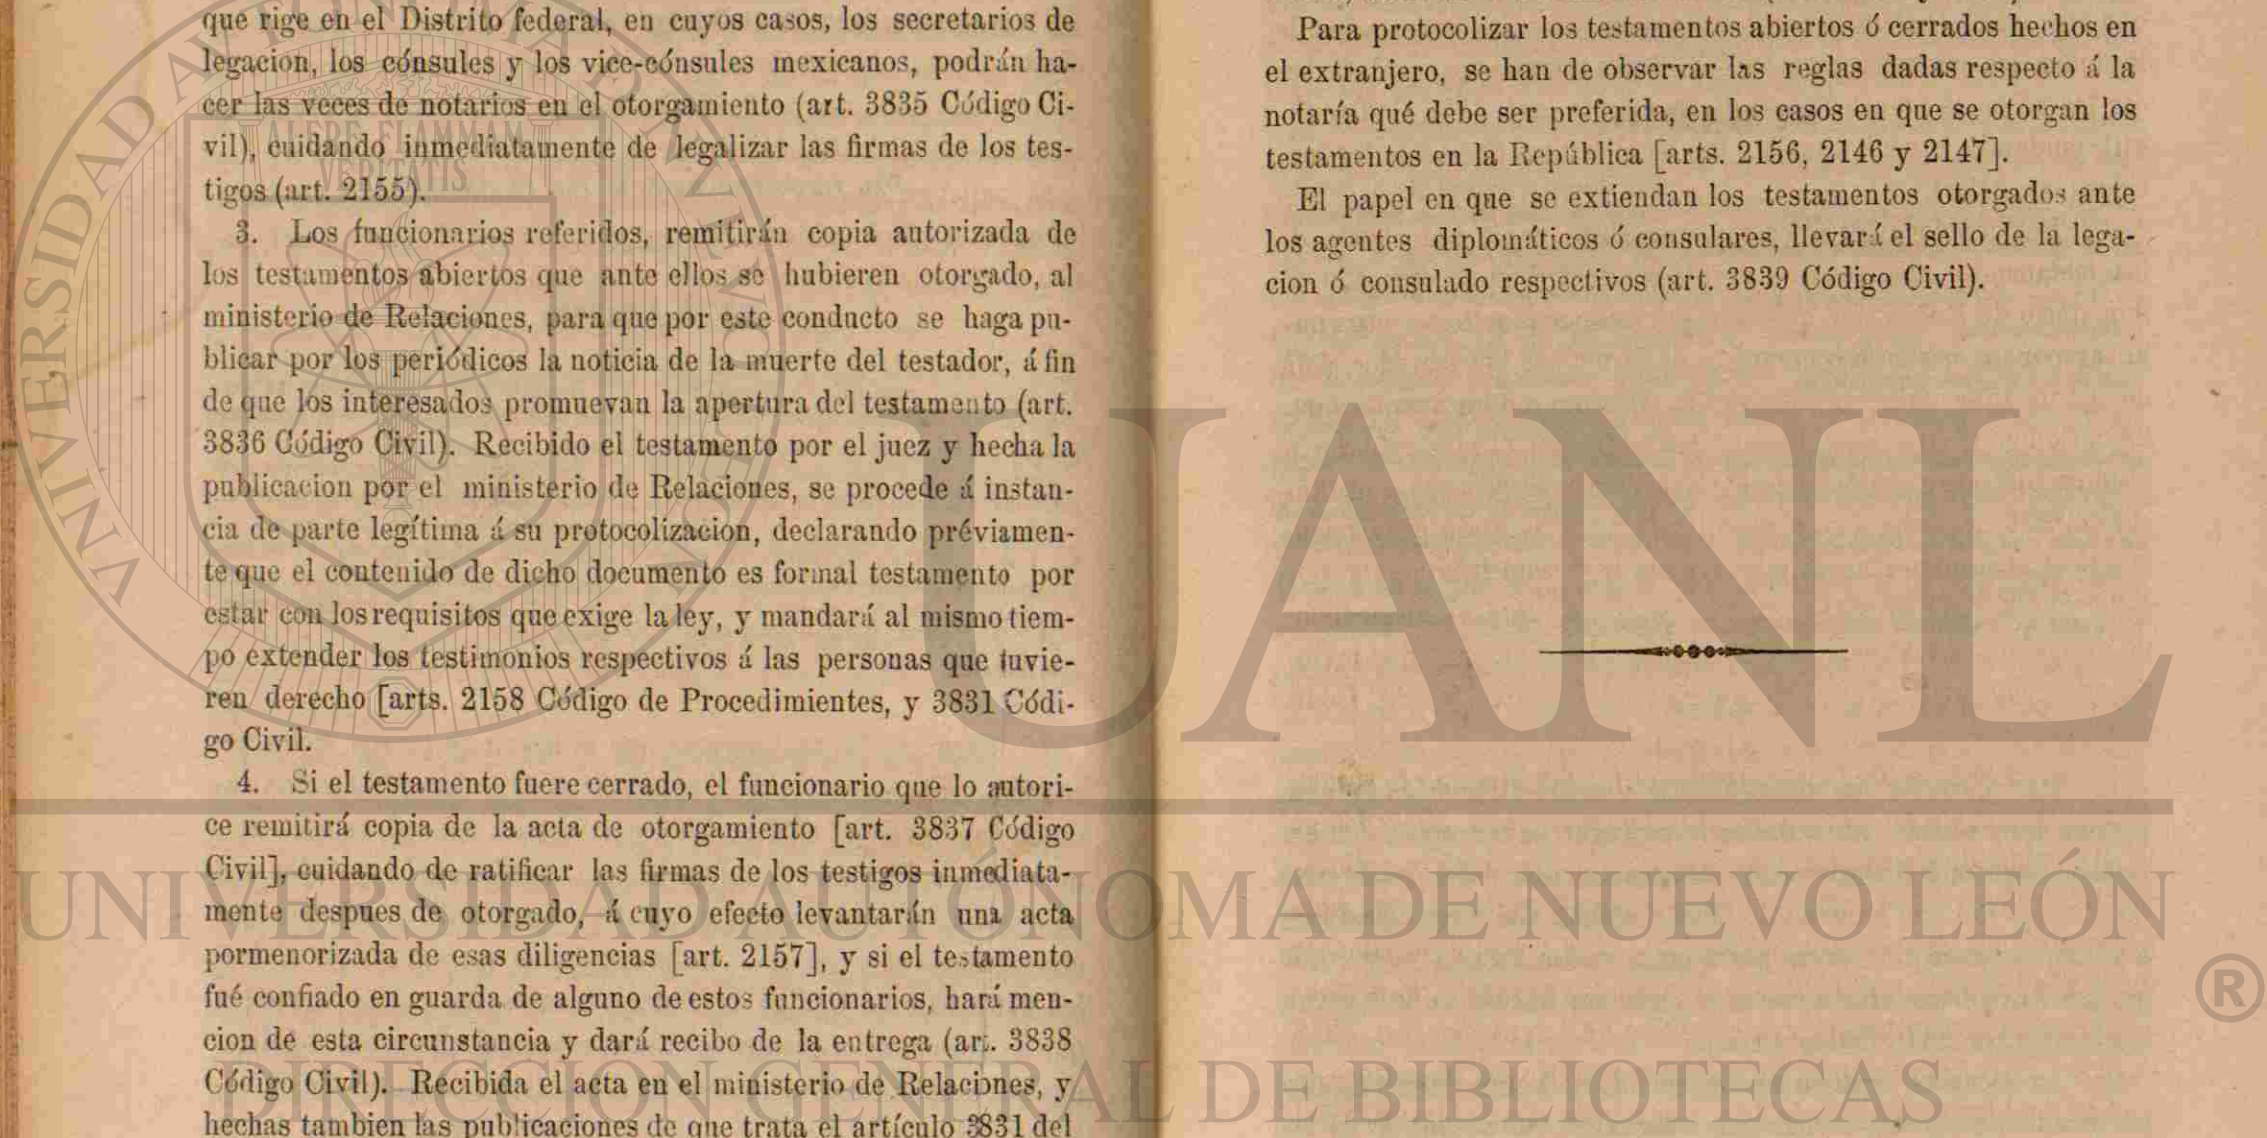 que rige en el Distrito federal, en cuyos casos, los secretarios de
legacion, los cónsules y los vice-cónsules mexicanos, podrán ha-
cer las veces de notarios en el otorgamiento (art. 3835 Código Ci-
vil), cuidando inmediatamente de legalizar las firmas de los tes-
tigos (art. 2155).
3. Los funcionarios referidos, remitirán copia autorizada de
los testamentos abiertos que ante ellos se hubieren otorgado, al
ministerio de Relaciones, para que por este conducto se haga pu-
blicar por los periódicos la noticia de la muerte del testador, á fin
de que los interesados promuevan la apertura del testamento (art.
3836 Código Civil). Recibido el testamento por el juez y hecha la
publicacion por el ministerio de Relaciones, se procede á instan-
cia de parte legítima á su protocolizacion, declarando préviamen-
te que el contenido de dicho documento es formal testamento por
estar con los requisitos que exige la ley, y mandará al mismo tiem-
po extender los testimonios respectivos á las personas que tuvie-
ren derecho [arts. 2158 Código de Procedimientes, y 3831 Códi-
go Civil.
4. Si el testamento fuere cerrado, el funcionario que lo autori-
ce remitirá copia de la acta de otorgamiento [art. 3837 Código
Civil], cuidando de ratificar las firmas de los testigos inmediata-
mente despues de otorgado, á cuyo efecto levantarán una acta
pormenorizada de esas diligencias [art. 2157], y si el testamento
fué confiado en guarda de alguno de estos funcionarios, hará men-
cion de esta circunstancia y dará recibo de la entrega (art. 3838
Código Civil). Recibida el acta en el ministerio de Relaciones, y
hechas tambien las publicaciones de que trata el artículo 3831 del
Para protocolizar los testamentos abiertos ó cerrados hechos en
el extranjero, se han de observar las reglas dadas respecto á la
notaría qué debe ser preferida, en los casos en que se otorgan los
testamentos en la República [arts. 2156, 2146 y 2147].
El papel en que se extiendan los testamentos otorgados ante
los agentes diplomáticos ó consulares, llevará el sello de la lega-
cion ó consulado respectivos (art. 3839 Código Civil).
ALERE FLAMMAM
VERITATIS
UANL
UNIVERSIDAD AUTÓNOMA DE NUEVO LEÓN
®
DIRECCIÓN GENERAL DE BIBLIOTECAS